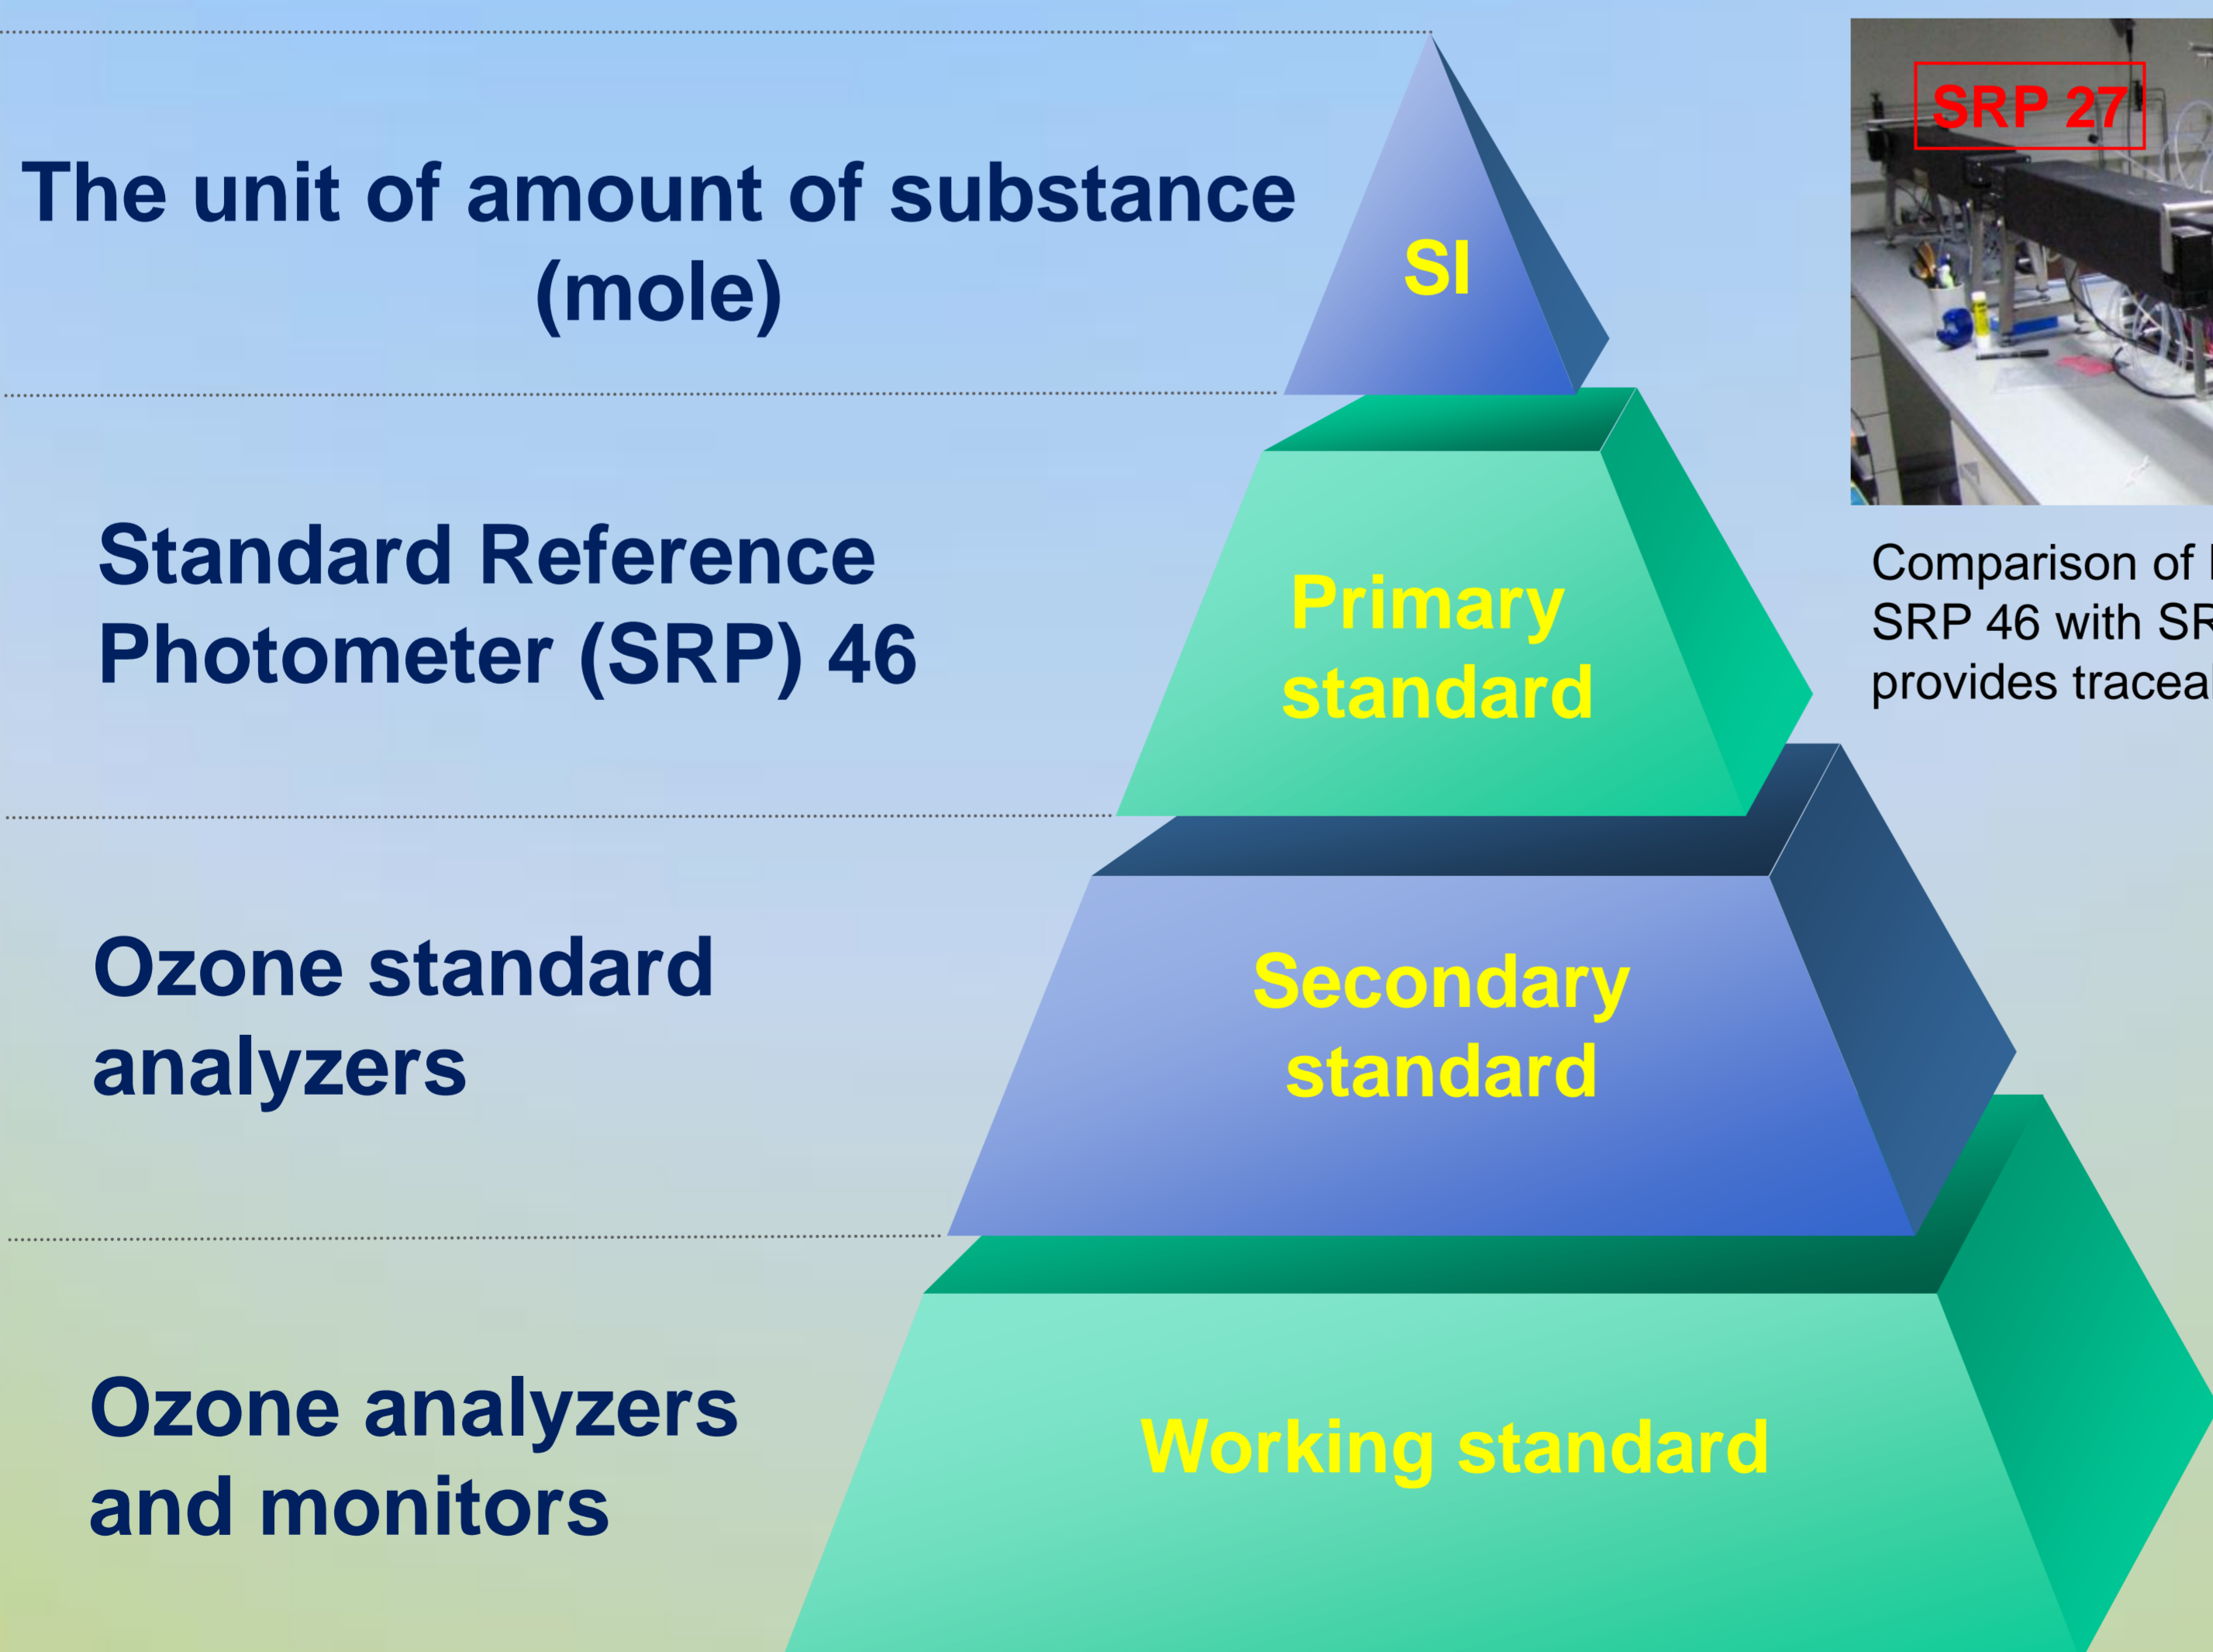 The unit of amount of substance
(mole)
SI
SRP 27
Standard Reference
Photometer (SRP) 46
Primary
standard
Comparison of
SRP 46 with
provides
Ozone standard
analyzers
Secondary
standard
Ozone analyzers
and monitors
Working standard